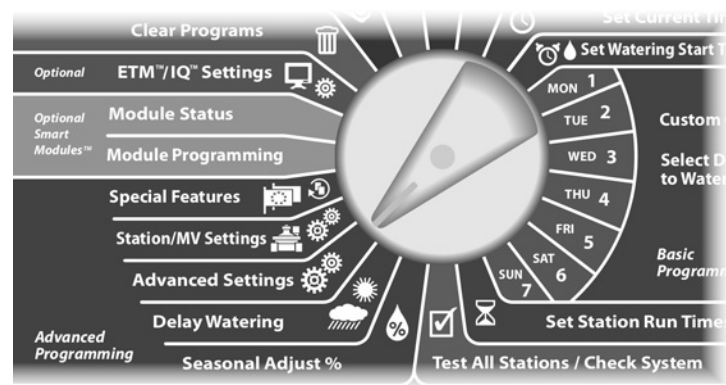 Set Current Ti
Clear Programs
Set Watering Start T
Optional
ETM™/IQ™ Settings
MON 1
Optional
Smart
Modules™
Module Status
TUE 2
Custom
Module Programming
WED 3
Select D
to Water
Special Features
THU 4
Station/MV Settings
FRI 5
Advanced Settings
SAT 6
Basic
Programm
SUN 7
Delay Watering
%
Set Station Run Time
Advanced
Programming
Seasonal Adjust %
Test All Stations / Check System